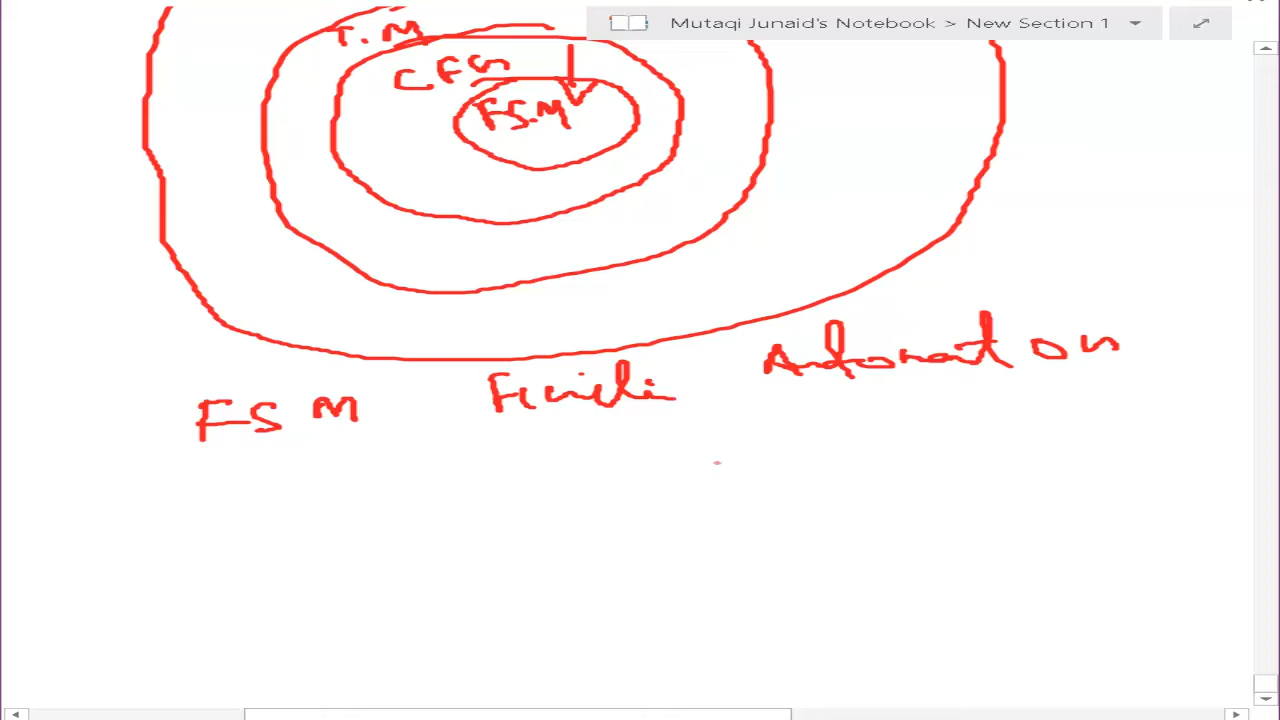 Mutaqi Junaid's Notebook > New Section 1
T.M
CFG
FSM
FSM Finite Automaton